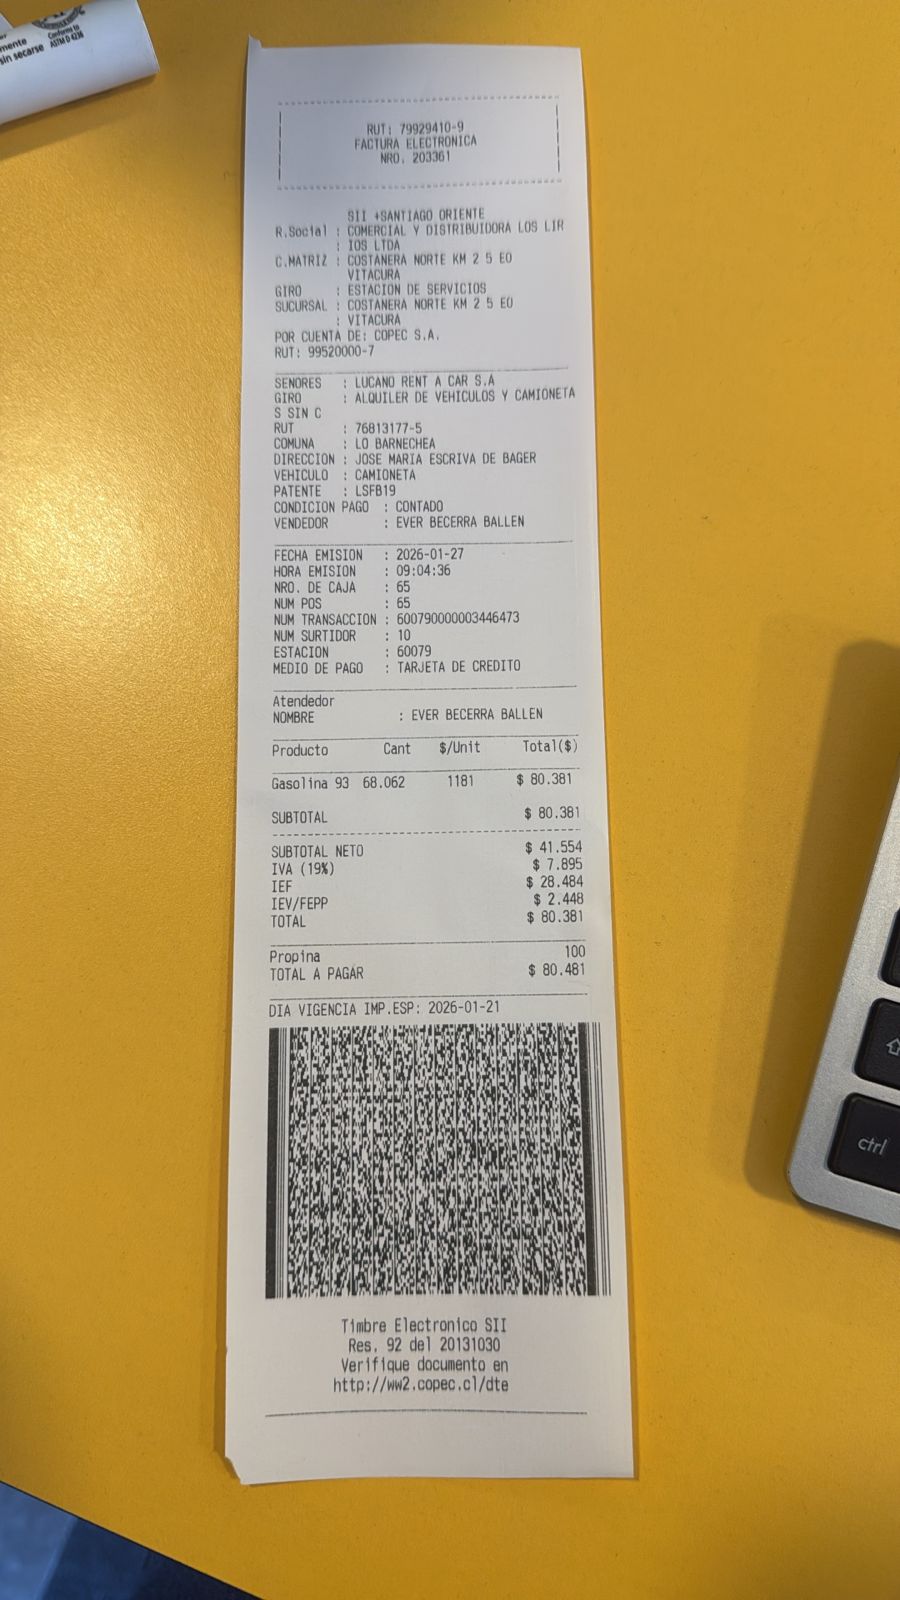 mente
sin secarse
Conforms to
ASTM D 4236
RUT: 79929410-9
FACTURA ELECTRONICA
NRO. 203361
SII +SANTIAGO ORIENTE
R.Social : COMERCIAL Y DISTRIBUIDORA LOS LIR
: IOS LTDA
C.MATRIZ : COSTANERA NORTE KM 2 5 EO
VITACURA
GIRO : ESTACION DE SERVICIOS
SUCURSAL : COSTANERA NORTE KM 2 5 EO
: VITACURA
POR CUENTA DE: COPEC S.A.
RUT: 99520000-7
SENORES : LUCANO RENT A CAR S.A
GIRO : ALQUILER DE VEHICULOS Y CAMIONETA
S SIN C
RUT : 76813177-5
COMUNA : LO BARNECHEA
DIRECCION : JOSE MARIA ESCRIVA DE BAGER
VEHICULO : CAMIONETA
PATENTE : LSFB19
CONDICION PAGO : CONTADO
VENDEDOR : EVER BECERRA BALLEN
FECHA EMISION : 2026-01-27
HORA EMISION : 09:04:36
NRO. DE CAJA : 65
NUM POS : 65
NUM TRANSACCION : 600790000003446473
NUM SURTIDOR : 10
ESTACION : 60079
MEDIO DE PAGO : TARJETA DE CREDITO
Atendedor
NOMBRE : EVER BECERRA BALLEN
Producto Cant $/Unit Total($)
Gasolina 93 68.062 1181 $ 80.381
SUBTOTAL $ 80.381
SUBTOTAL NETO $ 41.554
IVA (19%) $ 7.895
IEF $ 28.484
IEV/FEPP $ 2.448
TOTAL $ 80.381
Propina 100
TOTAL A PAGAR $ 80.481
DIA VIGENCIA IMP.ESP: 2026-01-21
Timbre Electronico SII
Res. 92 del 20131030
Verifique documento en
http://ww2.copec.cl/dte
ctrl